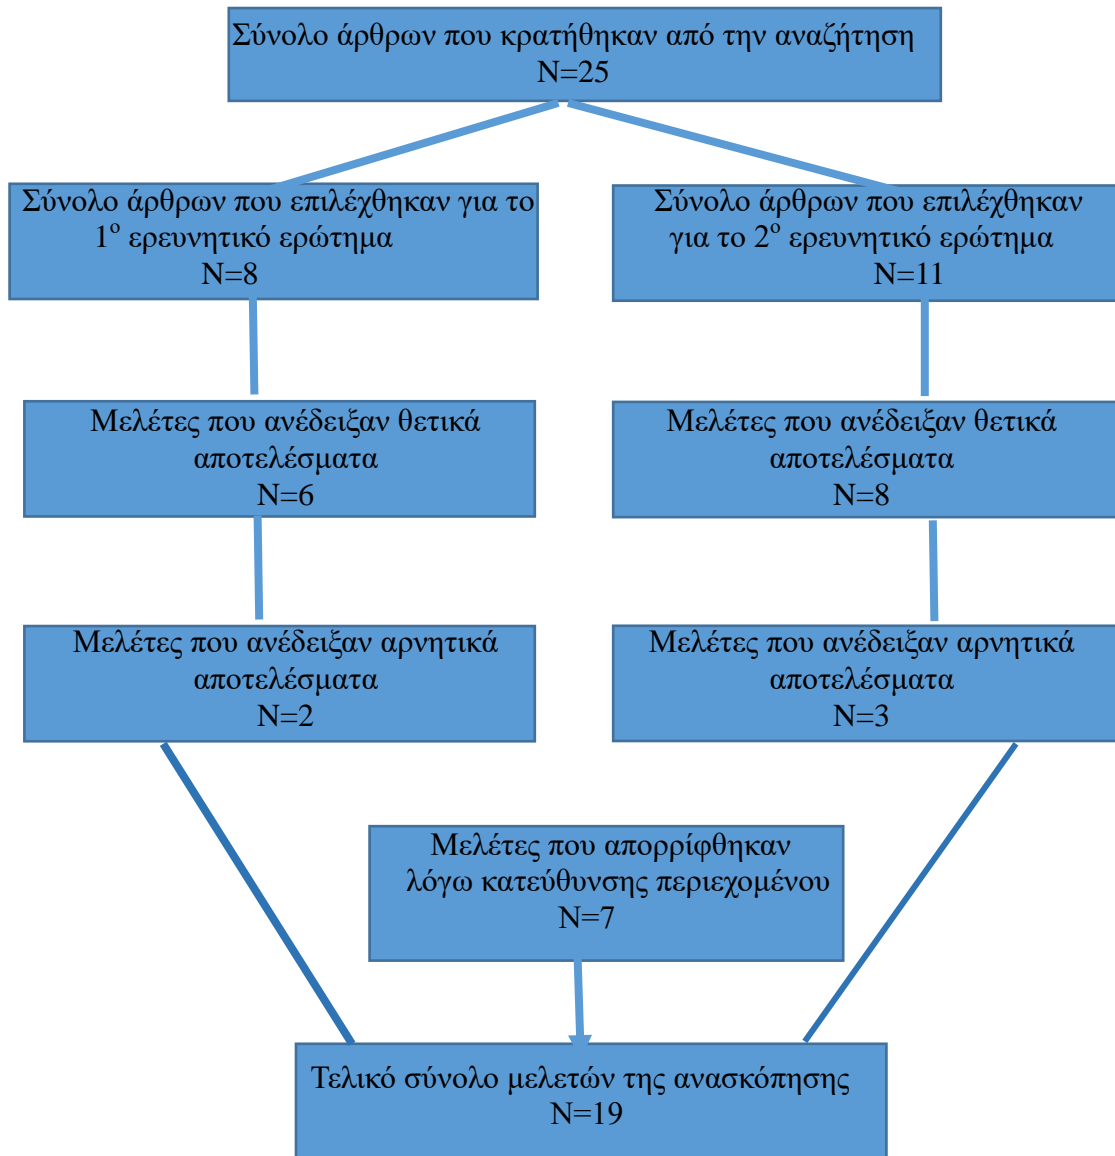 Σύνολο άρθρων που κρατήθηκαν από την αναζήτηση
Ν=25
Σύνολο άρθρων που επιλέχθηκαν για το
1ο ερευνητικό ερώτημα
Ν=8
Σύνολο άρθρων που επιλέχθηκαν
για το 2ο ερευνητικό ερώτημα
Ν=11
Μελέτες που ανέδειξαν θετικά
αποτελέσματα
Ν=6
Μελέτες που ανέδειξαν θετικά
αποτελέσματα
Ν=8
Μελέτες που ανέδειξαν αρνητικά
αποτελέσματα
Ν=2
Μελέτες που ανέδειξαν αρνητικά
αποτελέσματα
Ν=3
Μελέτες που απορρίφθηκαν
λόγω κατεύθυνσης περιεχομένου
Ν=7
Τελικό σύνολο μελετών της ανασκόπησης
Ν=19